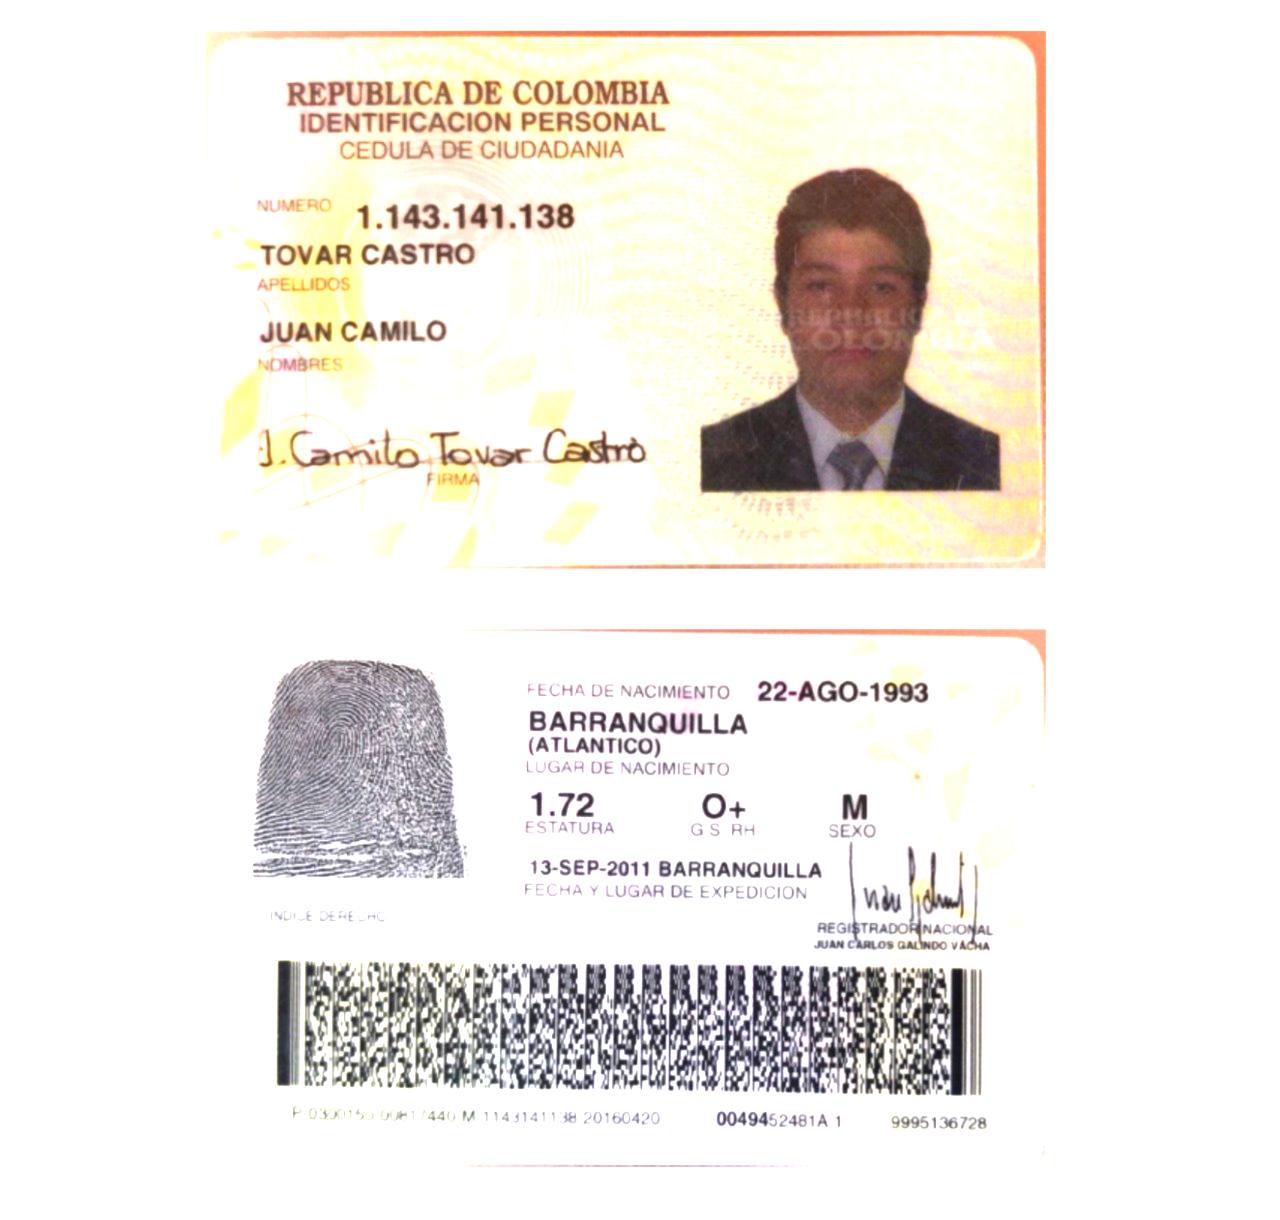 REPUBLICA DE COLOMBIA
IDENTIFICACION PERSONAL
CEDULA DE CIUDADANIA
NUMERO 1.143.141.138
TOVAR CASTRO
APELLIDOS
JUAN CAMILO
NOMBRES
J. Camilo Tovar Castro
FIRMA
REPUBLICA DE
COLOMBIA
FECHA DE NACIMIENTO 22-AGO-1993
BARRANQUILLA
(ATLANTICO)
LUGAR DE NACIMIENTO
1.72 O+ M
ESTATURA G.S. RH SEXO
13-SEP-2011 BARRANQUILLA
FECHA Y LUGAR DE EXPEDICION
INDICE DERECHO
REGISTRADOR NACIONAL
JUAN CARLOS GALINDO VACHA
M 1143141138 20160420 0049452481A 1 9995136728